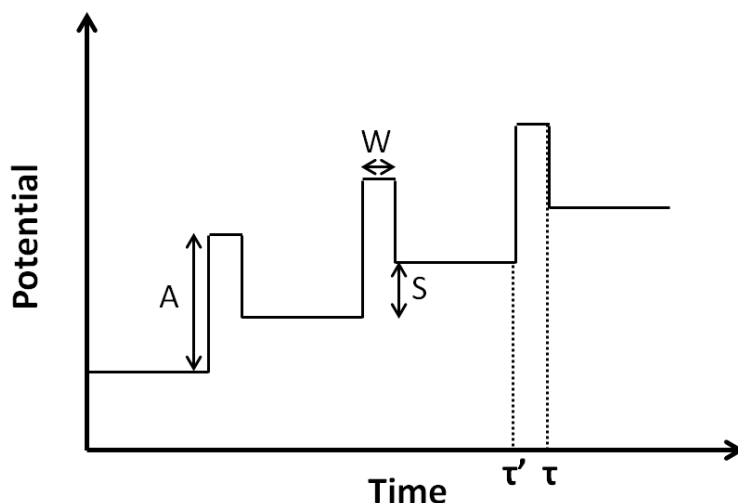 W
A
S
Potential
τ’ τ
Time